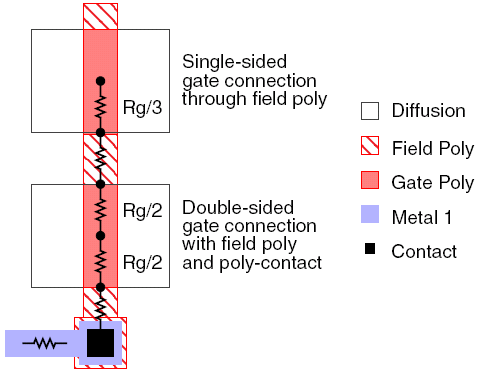 Single-sided
gate connection
through field poly
Rg/3
Rg/2
Double-sided
gate connection
with field poly
and poly-contact
Rg/2
Diffusion
Field Poly
Gate Poly
Metal 1
Contact